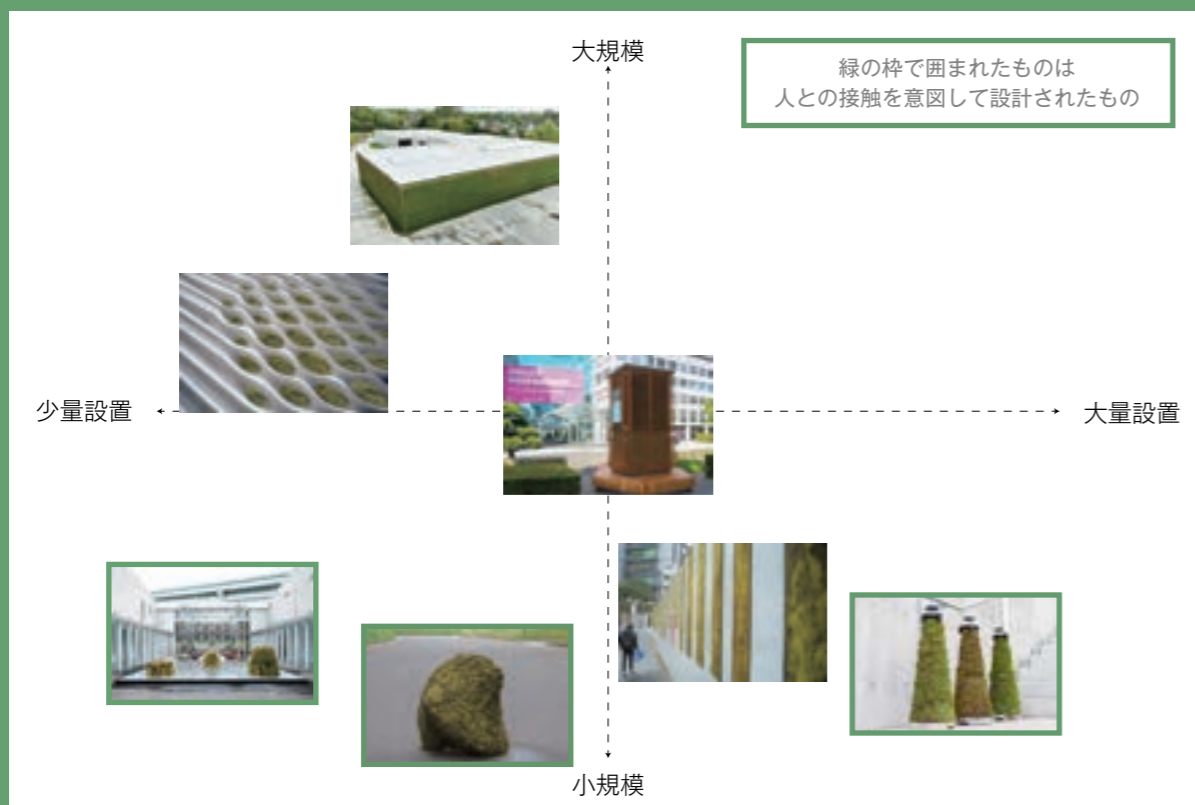 大規模
緑の枠で囲まれたものは
人との接触を意図して設計されたもの
少量設置
大量設置
小規模